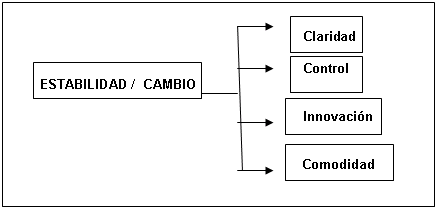 ESTABILIDAD / CAMBIO
Claridad
Control
Innovación
Comodidad